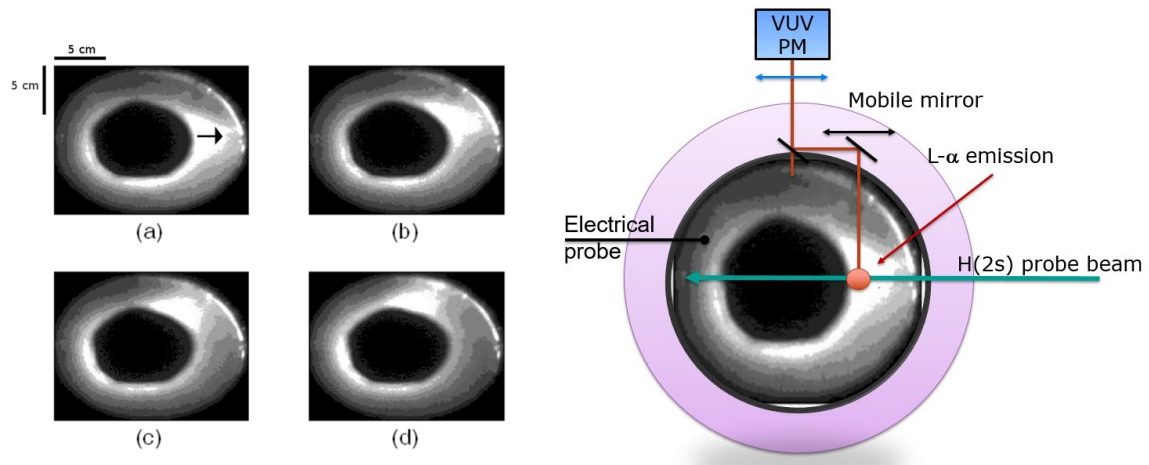 5 cm
5 cm
(a)
(b)
(c)
(d)
VUV
PM
Mobile mirror
L-α emission
Electrical
probe
H(2s) probe beam